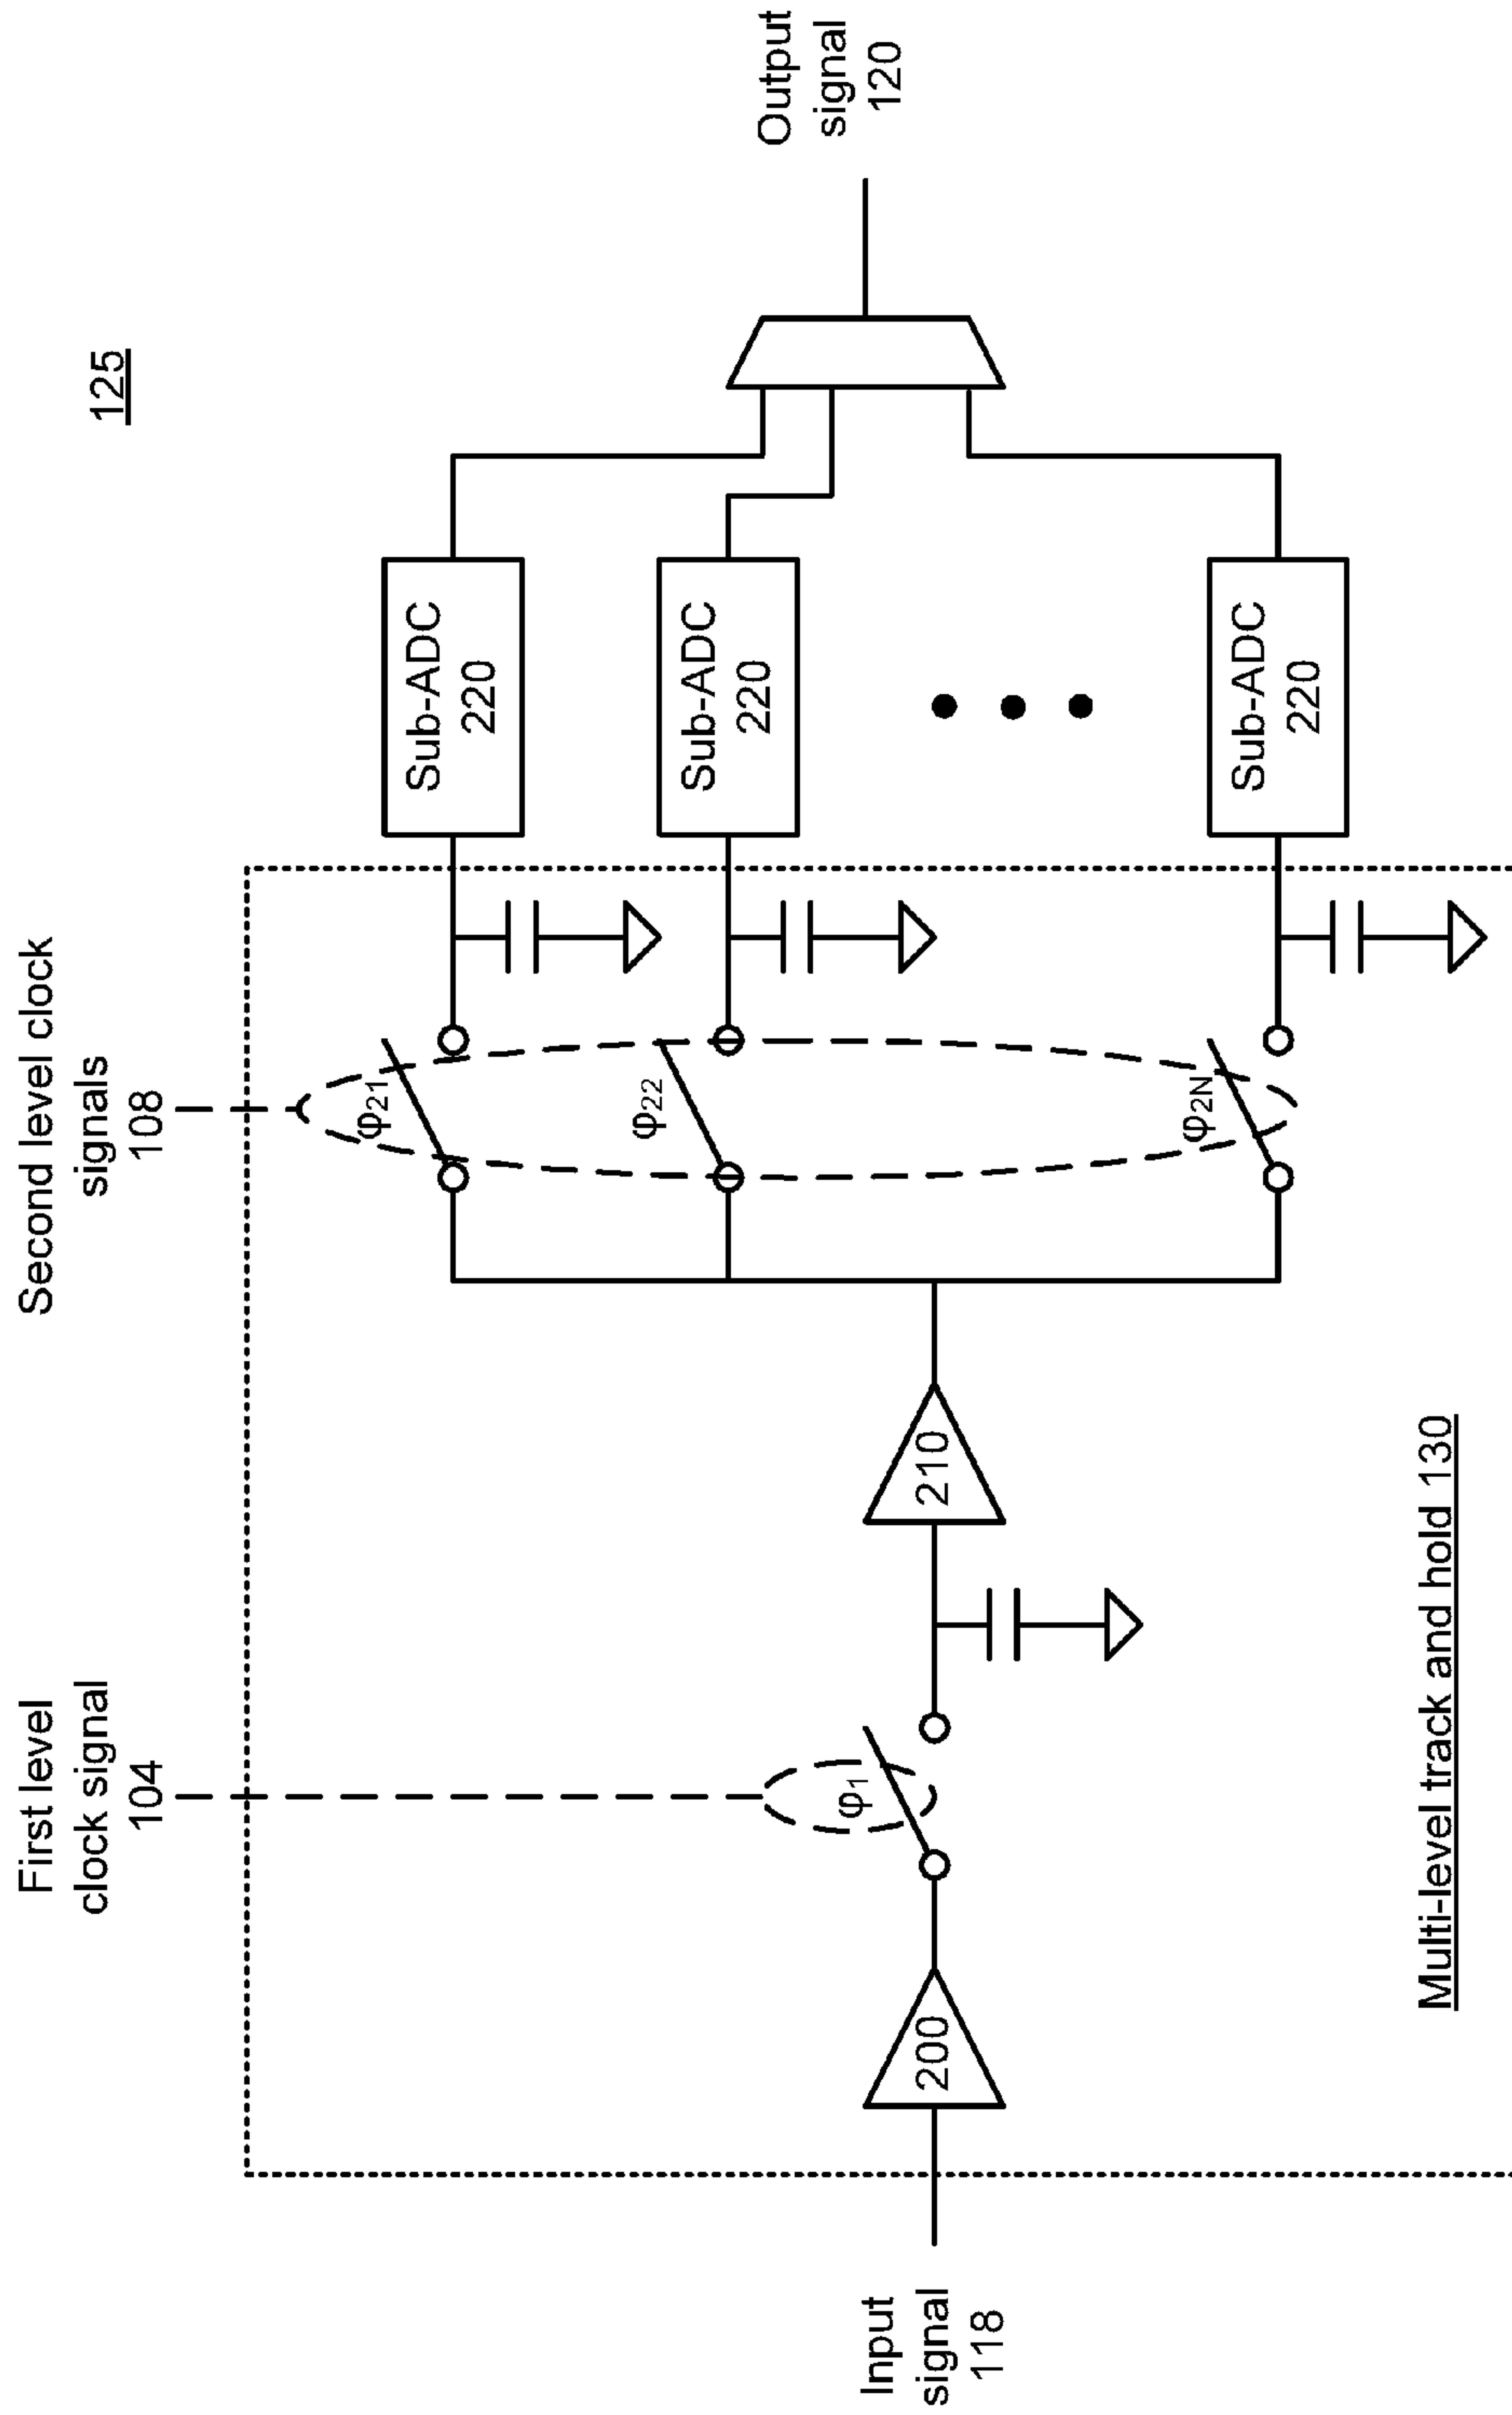 125
First level
clock signal
104
Second level clock
signals
108
Input
signal
118
200
φ1
210
φ21
φ22
φ2N
Sub-ADC
220
Sub-ADC
220
Sub-ADC
220
Output
signal
120
Multi-level track and hold 130